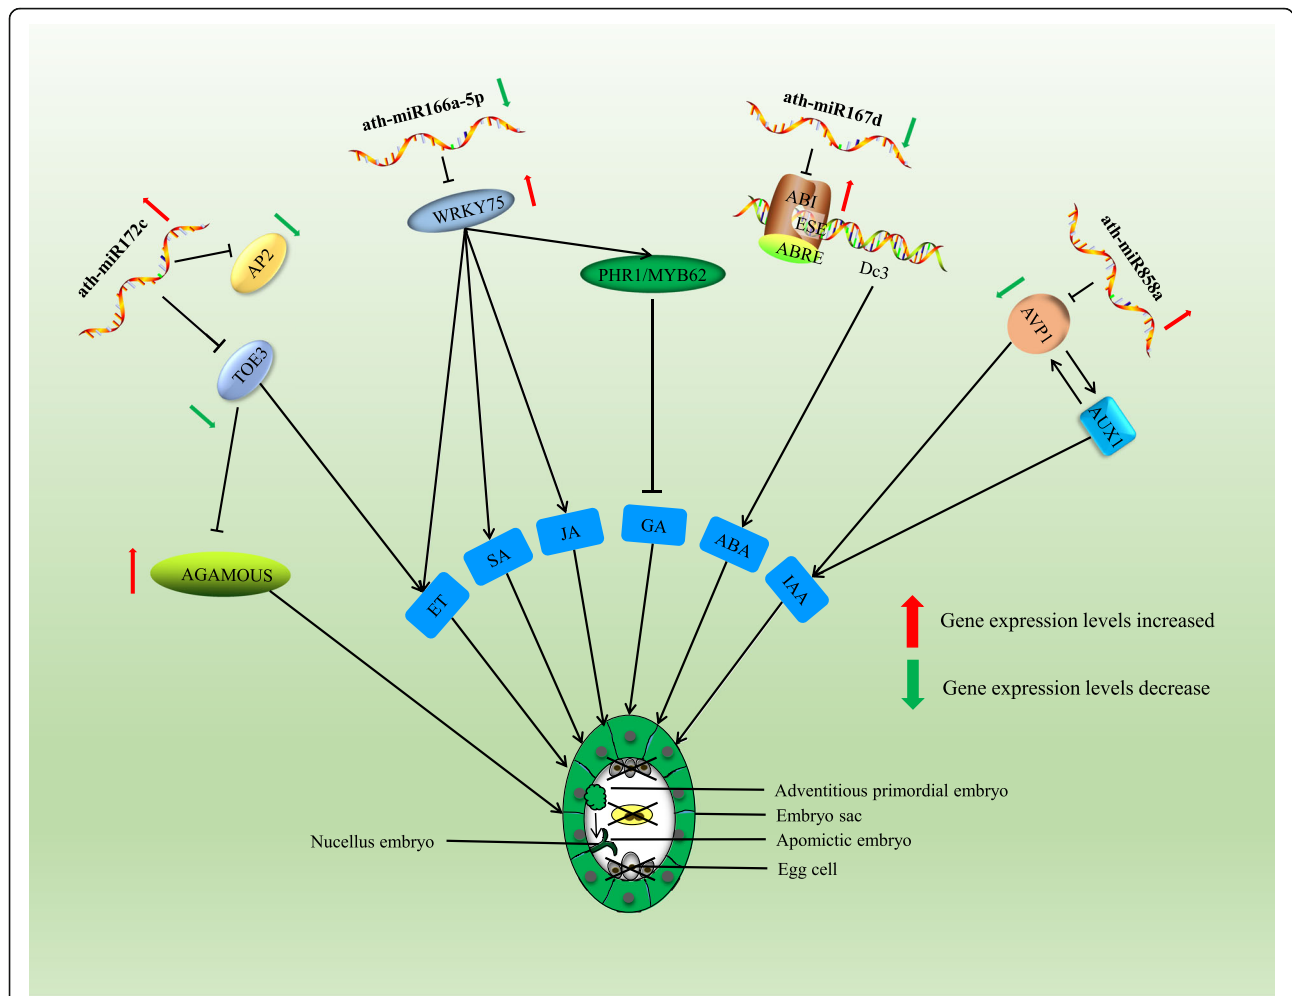 ath-miR166a-5p
ath-miR167d
ath-miR172c
ath-miR858a
WRKY75
ABI
ESE
ABRE
Dc3
AP2
PHR1/MYB62
AVP1
TOE3
AUX1
AGAMOUS
ET
SA
JA
GA
ABA
IAA
Gene expression levels increased
Gene expression levels decrease
Adventitious primordial embryo
Embryo sac
Nucellus embryo
Apomictic embryo
Egg cell